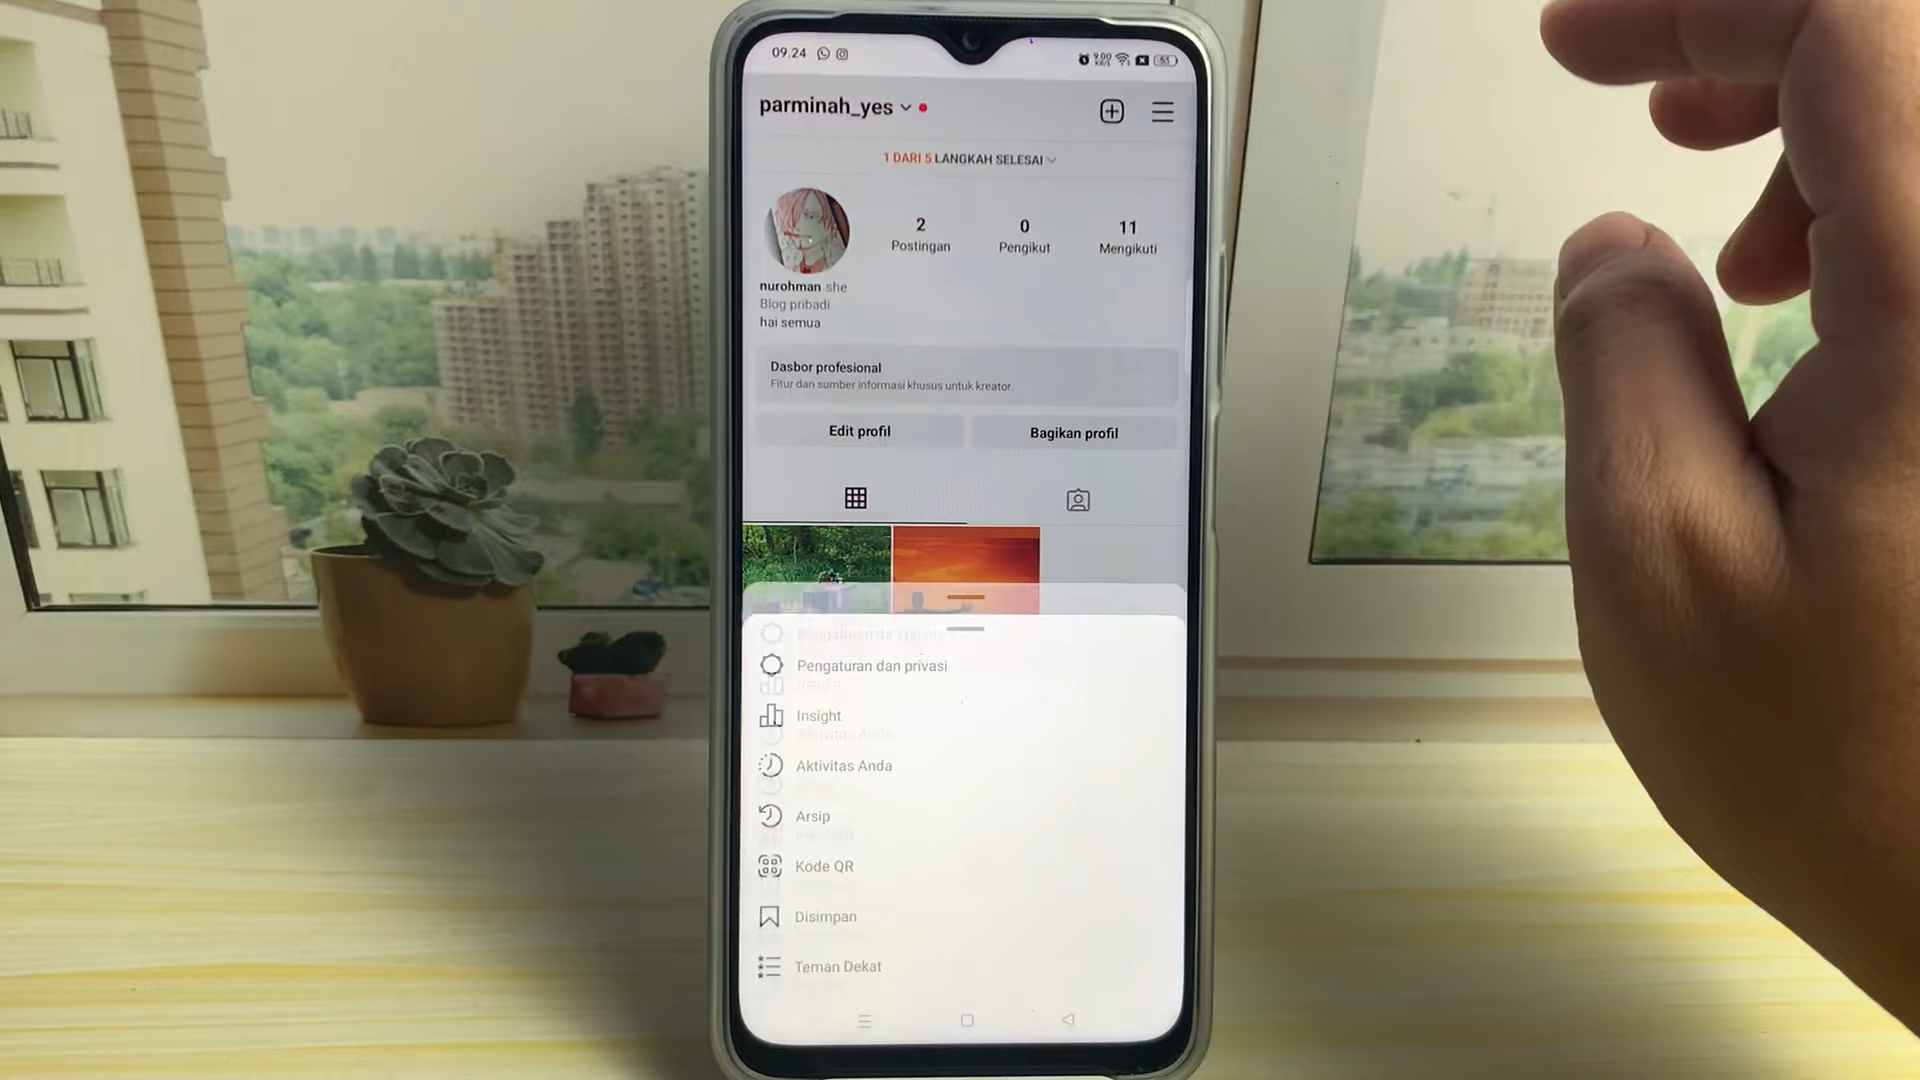 09.24
53
parminah_yes
1 DARI 5 LANGKAH SELESAI
2
0
11
Postingan
Pengikut
Mengikuti
nurohman she
Blog pribadi
hai semua
Dasbor profesional
Fitur dan sumber informasi khusus untuk kreator
Edit profil
Bagikan profil
Pengaturan dan privasi
Insight
Aktivitas Anda
Arsip
Kode QR
Disimpan
Teman Dekat